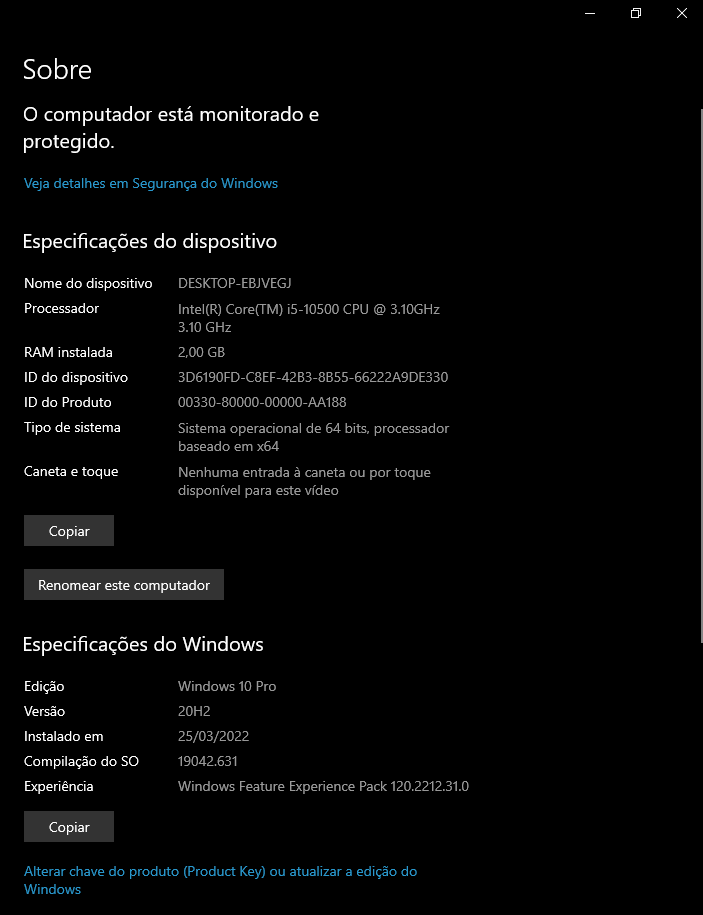 Sobre
O computador está monitorado e
protegido.
Veja detalhes em Segurança do Windows
Especificações do dispositivo
Nome do dispositivo DESKTOP-EBJVEGJ
Processador Intel(R) Core(TM) i5-10500 CPU @ 3.10GHz
3.10 GHz
RAM instalada 2,00 GB
ID do dispositivo 3D6190FD-C8EF-42B3-8B55-66222A9DE330
ID do Produto 00330-80000-00000-AA188
Tipo de sistema Sistema operacional de 64 bits, processador
baseado em x64
Caneta e toque Nenhuma entrada à caneta ou por toque
disponível para este vídeo
Copiar
Renomear este computador
Especificações do Windows
Edição Windows 10 Pro
Versão 20H2
Instalado em 25/03/2022
Compilação do SO 19042.631
Experiência Windows Feature Experience Pack 120.2212.31.0
Copiar
Alterar chave do produto (Product Key) ou atualizar a edição do
Windows